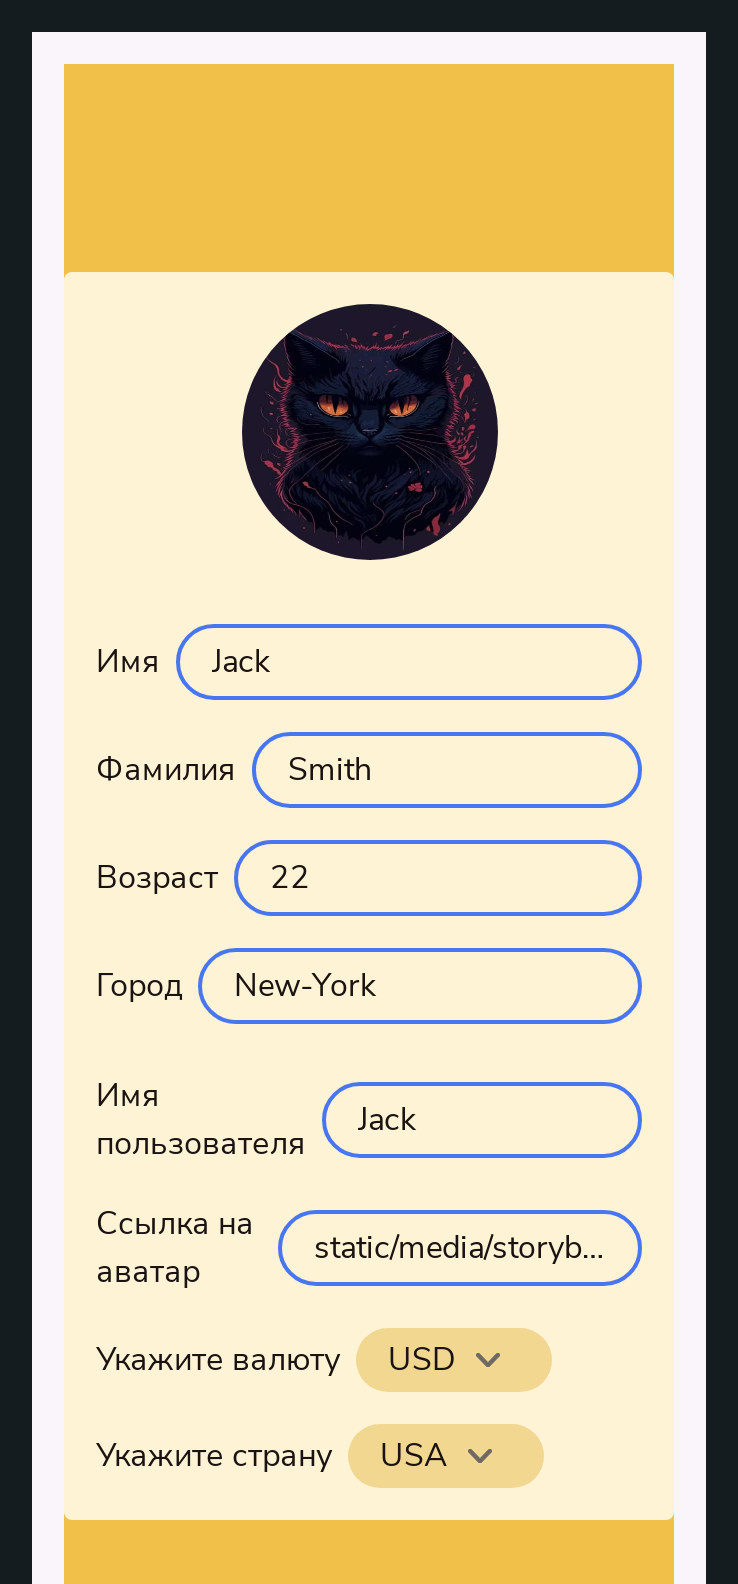 Имя Jack
Фамилия Smith
Возраст 22
Город New-York
Имя
пользователя
Jack
Ссылка на
аватар
static/media/storyb...
Укажите валюту USD
Укажите страну USA